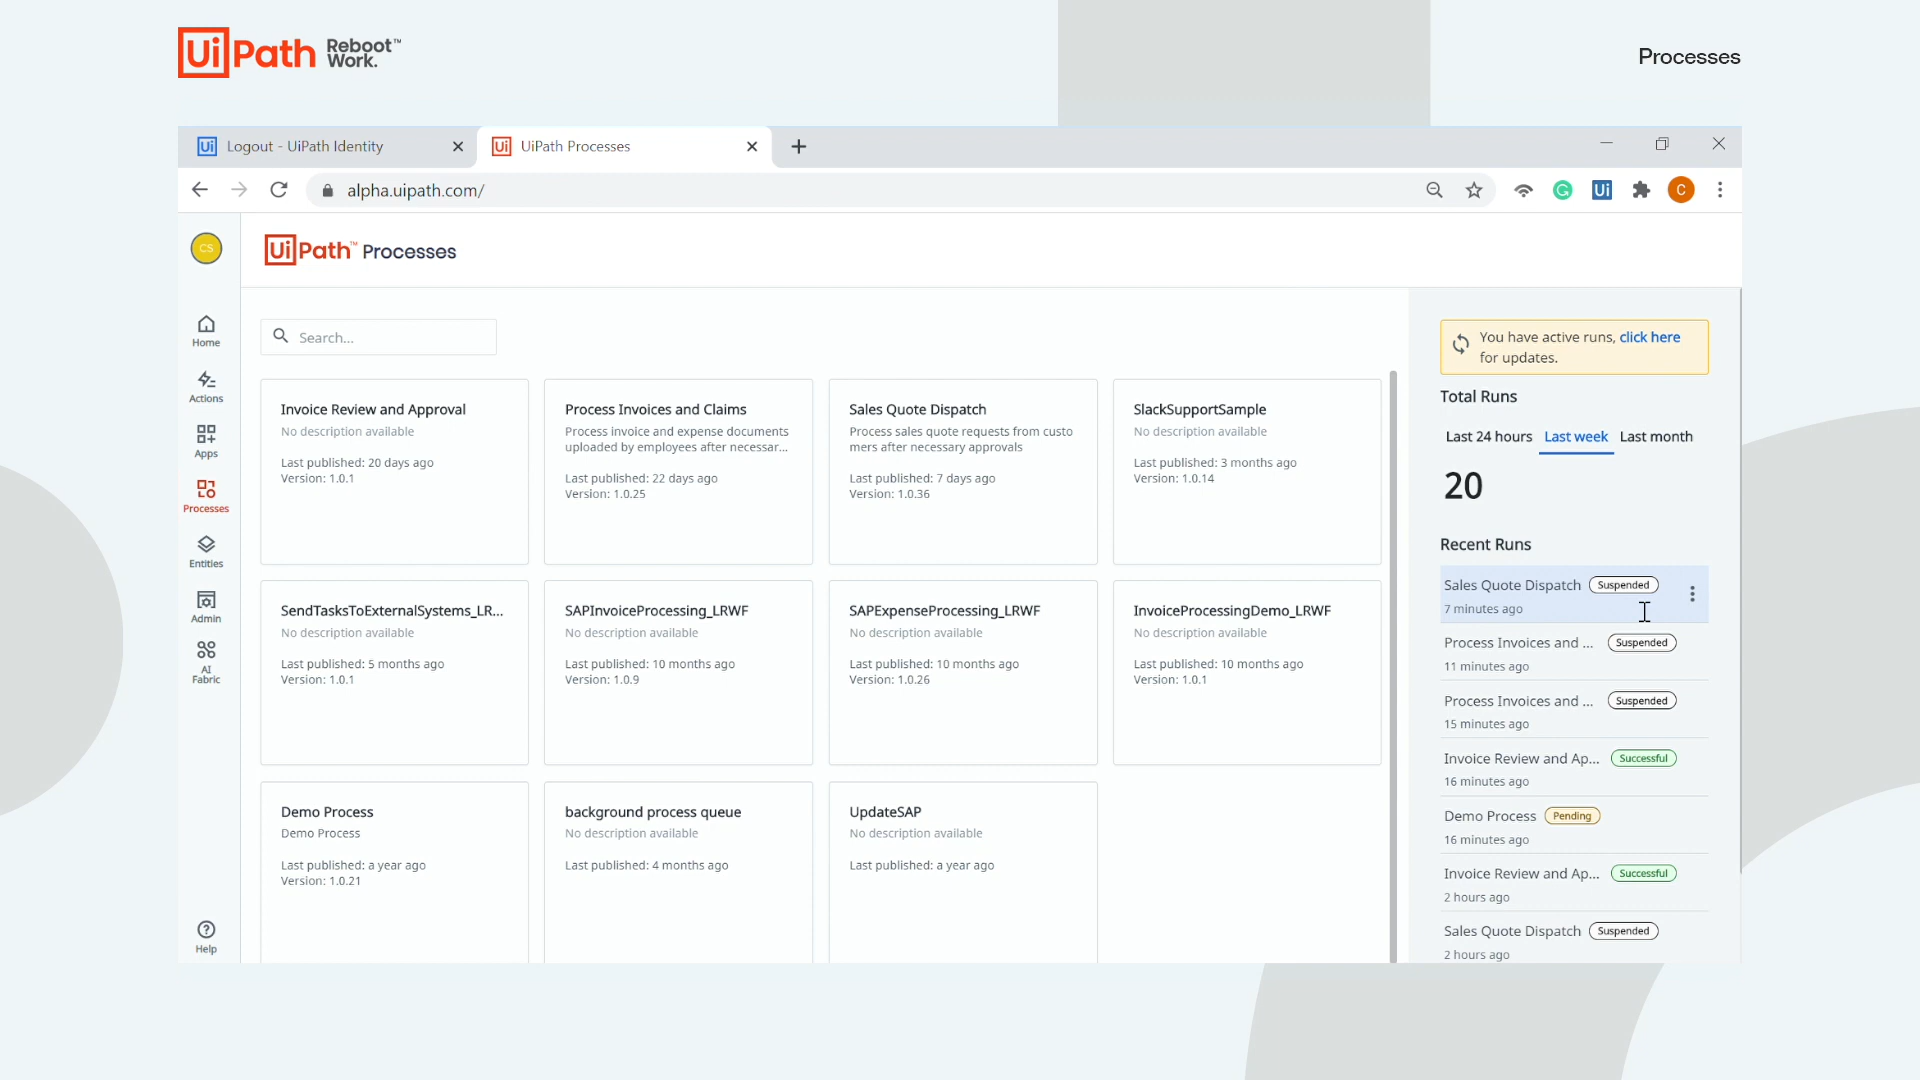 UiPath Reboot™
Work.
Processes
Ui Logout - UiPath Identity
Ui UiPath Processes
alpha.uipath.com/
G
Ui
C
CS
UiPath™ Processes
Home
Actions
Apps
Processes
Entities
Admin
AI
Fabric
Help
Search...
Invoice Review and Approval
No description available
Last published: 20 days ago
Version: 1.0.1
Process Invoices and Claims
Process invoice and expense documents
uploaded by employees after necessar...
Last published: 22 days ago
Version: 1.0.25
Sales Quote Dispatch
Process sales quote requests from custo
mers after necessary approvals
Last published: 7 days ago
Version: 1.0.36
SlackSupportSample
No description available
Last published: 3 months ago
Version: 1.0.14
SendTasksToExternalSystems_LR...
No description available
Last published: 5 months ago
Version: 1.0.1
SAPInvoiceProcessing_LRWF
No description available
Last published: 10 months ago
Version: 1.0.9
SAPExpenseProcessing_LRWF
No description available
Last published: 10 months ago
Version: 1.0.26
InvoiceProcessingDemo_LRWF
No description available
Last published: 10 months ago
Version: 1.0.1
Demo Process
Demo Process
Last published: a year ago
Version: 1.0.21
background process queue
No description available
Last published: 4 months ago
UpdateSAP
No description available
Last published: a year ago
You have active runs, click here
for updates.
Total Runs
Last 24 hours Last week Last month
20
Recent Runs
Sales Quote Dispatch Suspended
7 minutes ago
Process Invoices and ... Suspended
11 minutes ago
Process Invoices and ... Suspended
15 minutes ago
Invoice Review and Ap... Successful
16 minutes ago
Demo Process Pending
16 minutes ago
Invoice Review and Ap... Successful
2 hours ago
Sales Quote Dispatch Suspended
2 hours ago